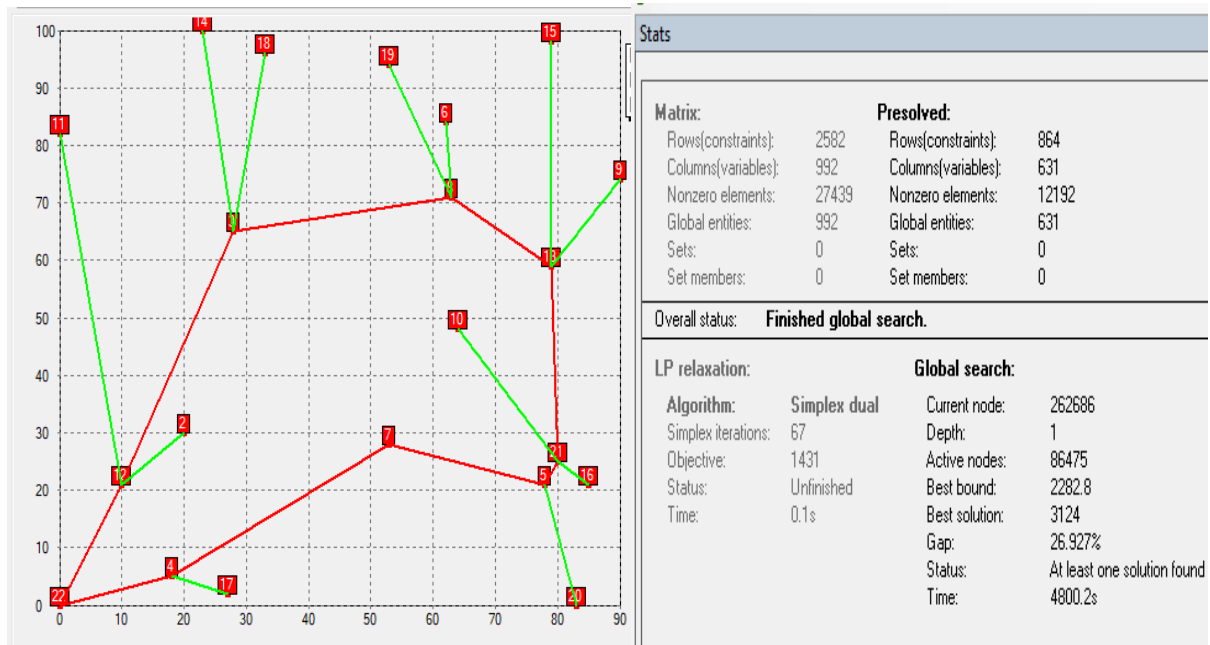 Stats
14
15
100
18
19
90
6
11
80
9
70
60
50
10
40
2
30
7
21
12
5
16
20
10
4
17
22
20
0
0 10 20 30 40 50 60 70 80 90
Matrix: Presolved:
Rows(constraints): 2582 Rows(constraints): 864
Columns(variables): 992 Columns(variables): 631
Nonzero elements: 27439 Nonzero elements: 12192
Global entities: 992 Global entities: 631
Sets: 0 Sets: 0
Set members: 0 Set members: 0
Overall status: Finished global search.
LP relaxation: Global search:
Algorithm: Simplex dual Current node: 262686
Simplex iterations: 67 Depth: 1
Objective: 1431 Active nodes: 86475
Status: Unfinished Best bound: 2282.8
Time: 0.1s Best solution: 3124
Gap: 26.927%
Status: At least one solution found
Time: 4800.2s